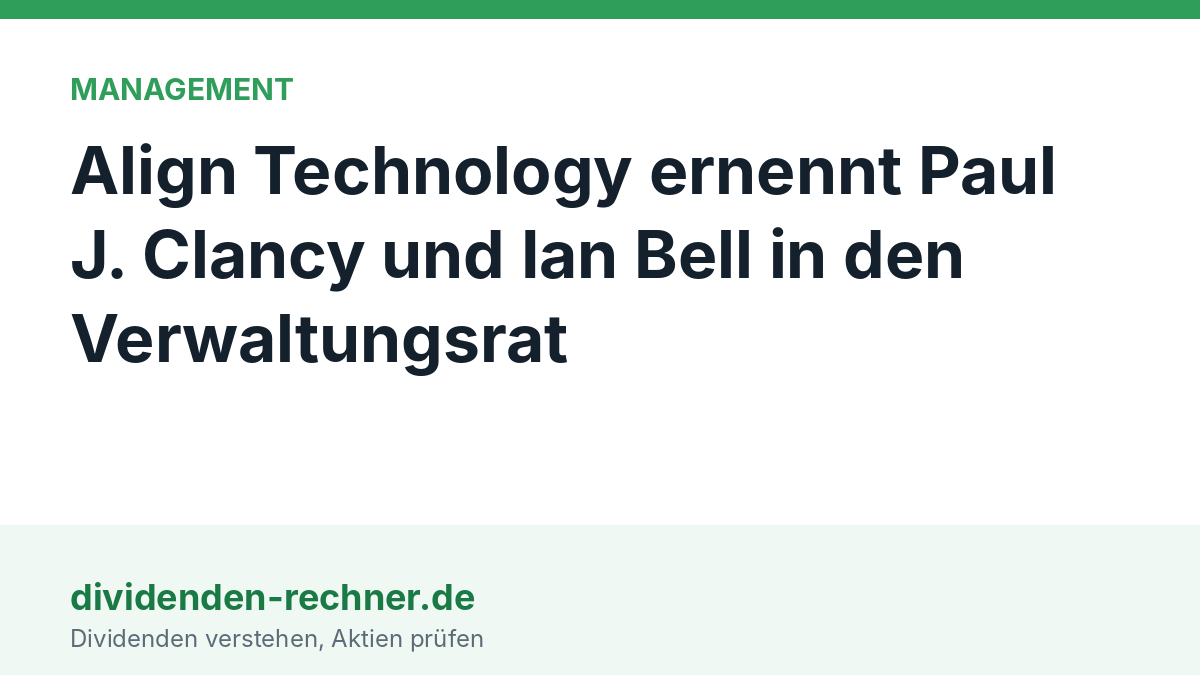 MANAGEMENT
Align Technology ernennt Paul
J. Clancy und Ian Bell in den
Verwaltungsrat
dividenden-rechner.de
Dividenden verstehen, Aktien prüfen